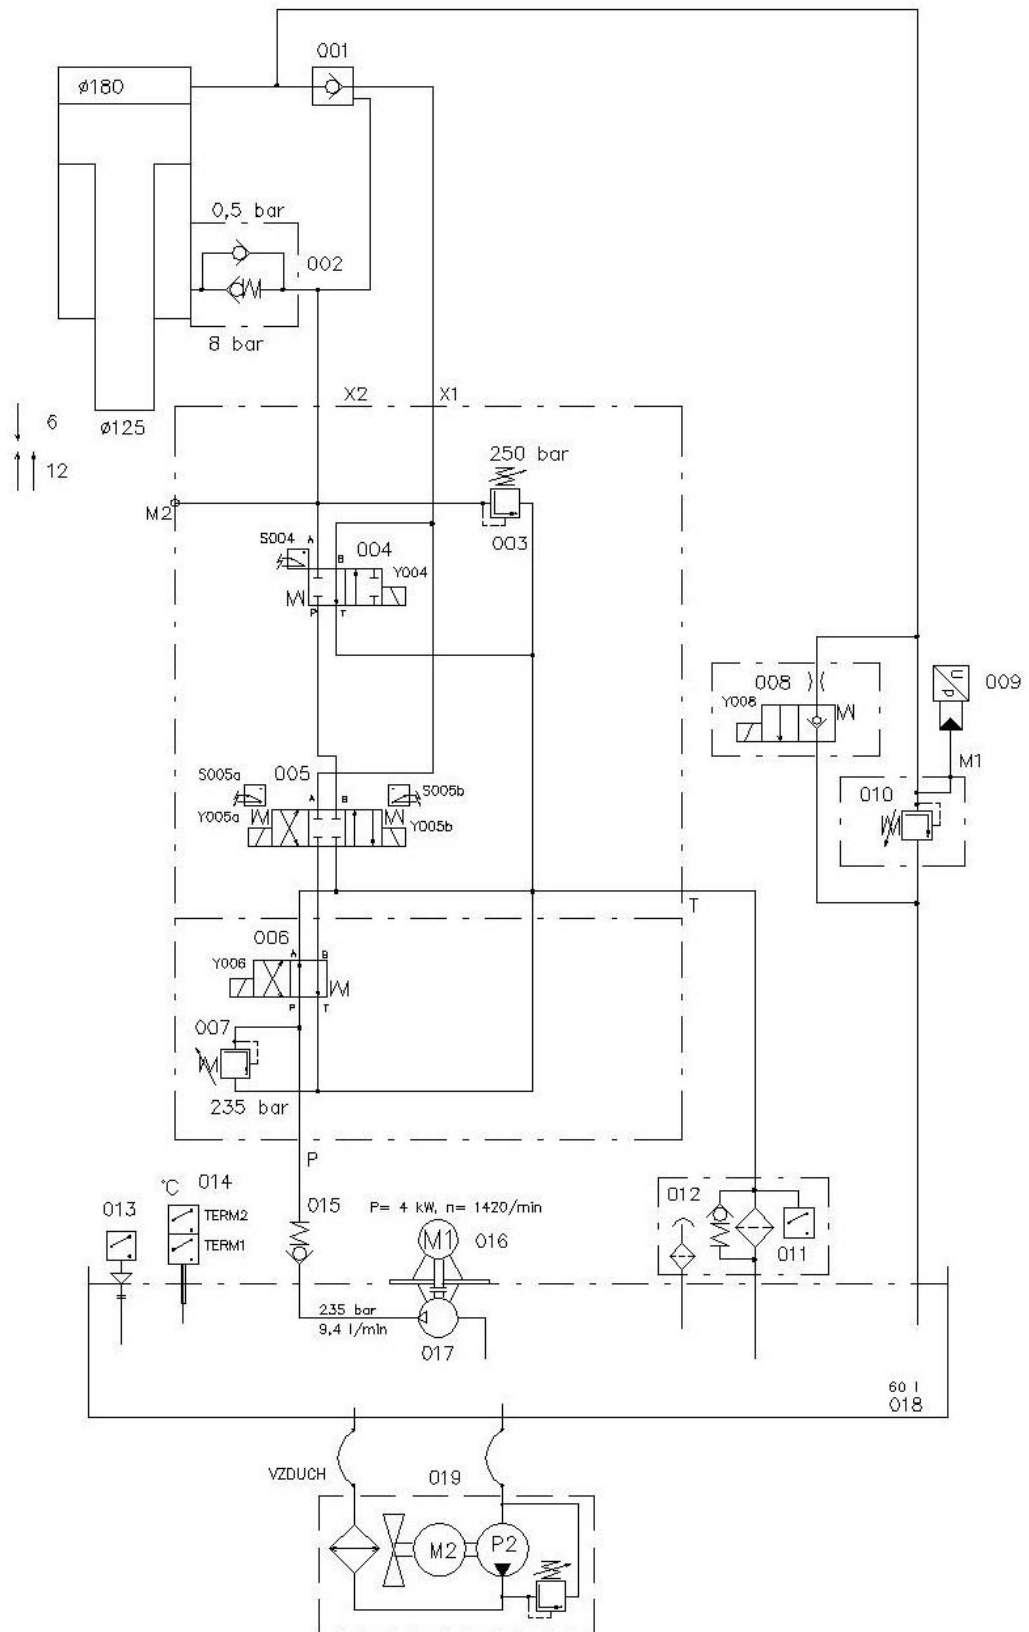 001
ø180
0,5 bar
002
8 bar
X2
X1
6
ø125
12
250 bar
M2
S004
A
004
B
003
Y004
P
T
008
Y008
009
M1
S005a
005
S005b
A
B
Y005a
Y005b
010
T
006
A
B
Y006
P
T
007
235 bar
P
°C
014
013
TERM2
TERM1
015
P= 4 kW, n= 1420/min
M1
016
012
011
235 bar
9,4 l/min
017
60 l
018
VZDUCH
019
M2
P2